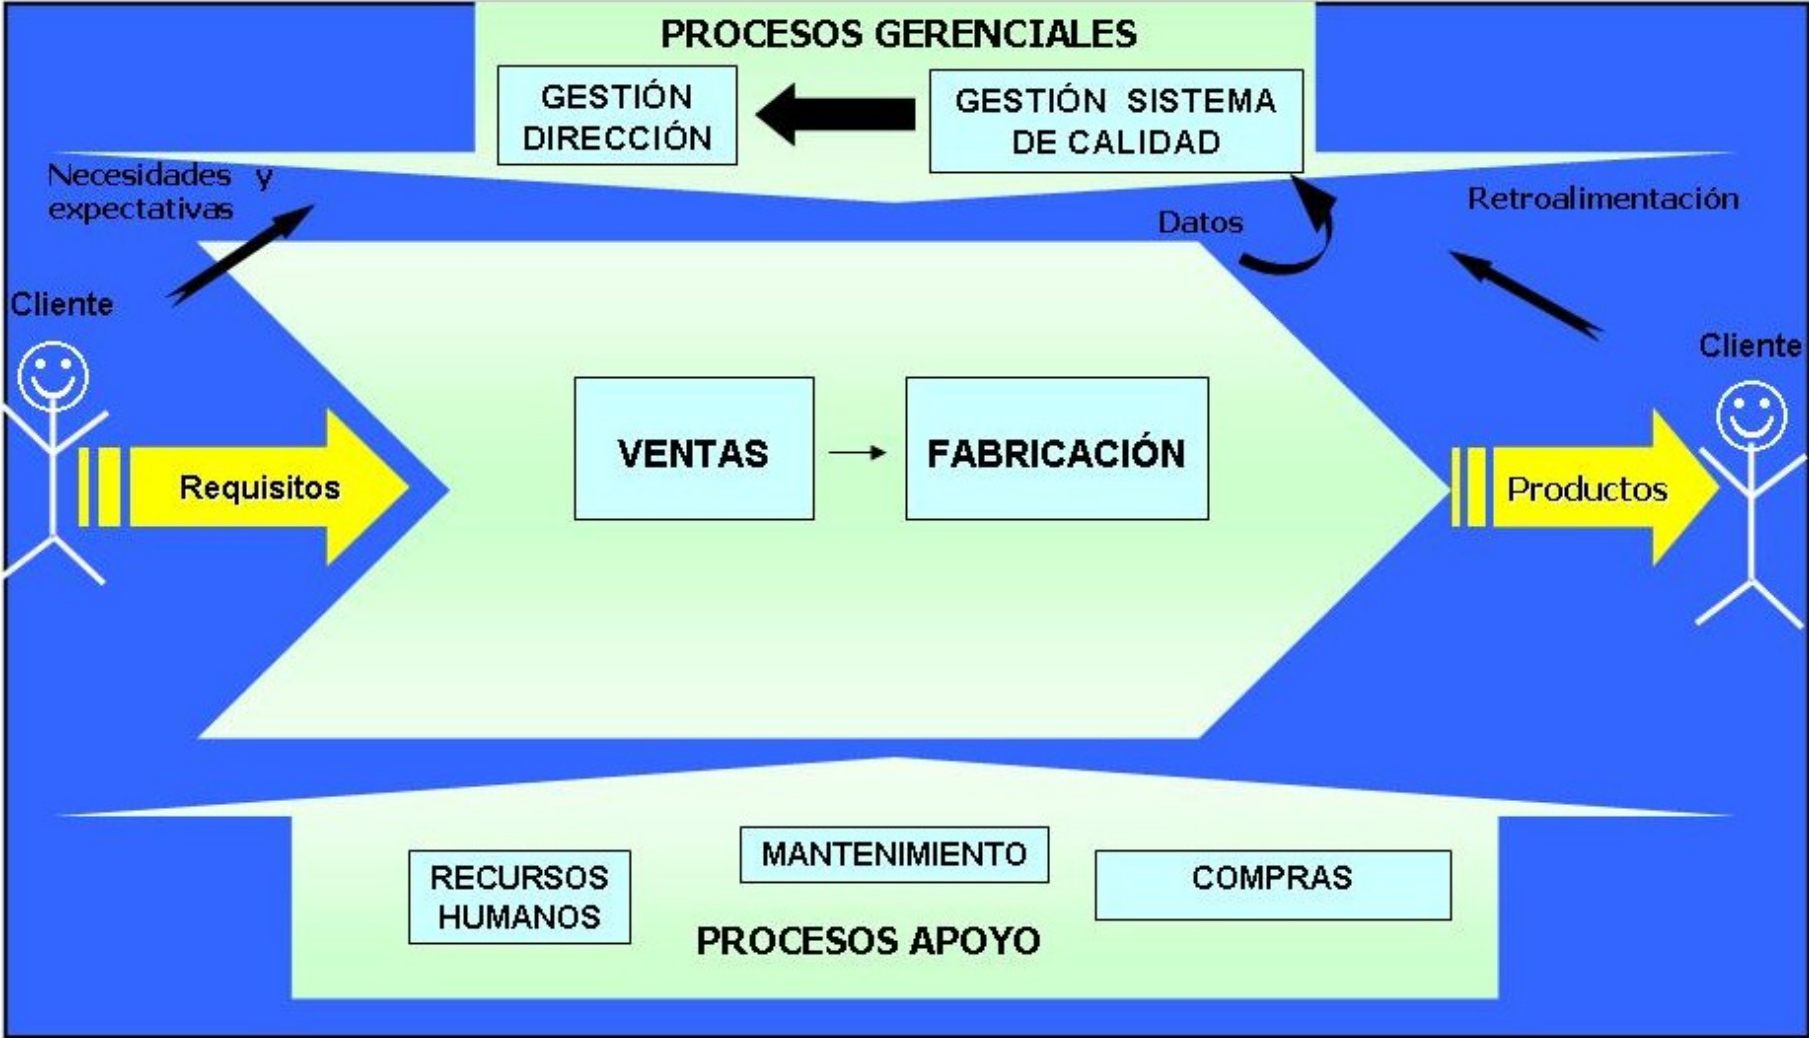 PROCESOS GERENCIALES
GESTIÓN
DIRECCIÓN
GESTIÓN SISTEMA
DE CALIDAD
Necesidades y
expectativas
Datos
Retroalimentación
Cliente
Cliente
Requisitos
VENTAS
FABRICACIÓN
Productos
RECURSOS
HUMANOS
MANTENIMIENTO
COMPRAS
PROCESOS APOYO